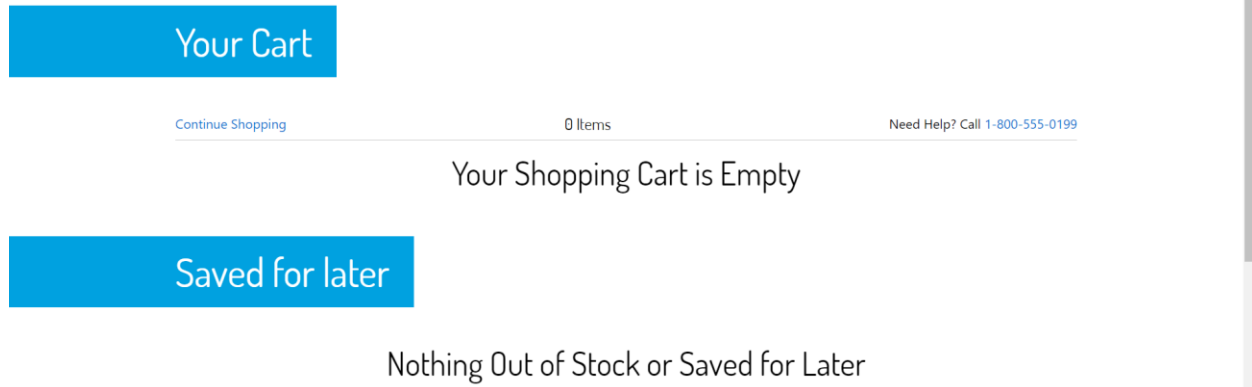 Your Cart
Continue Shopping 0 Items Need Help? Call 1-800-555-0199
Your Shopping Cart is Empty
Saved for later
Nothing Out of Stock or Saved for Later